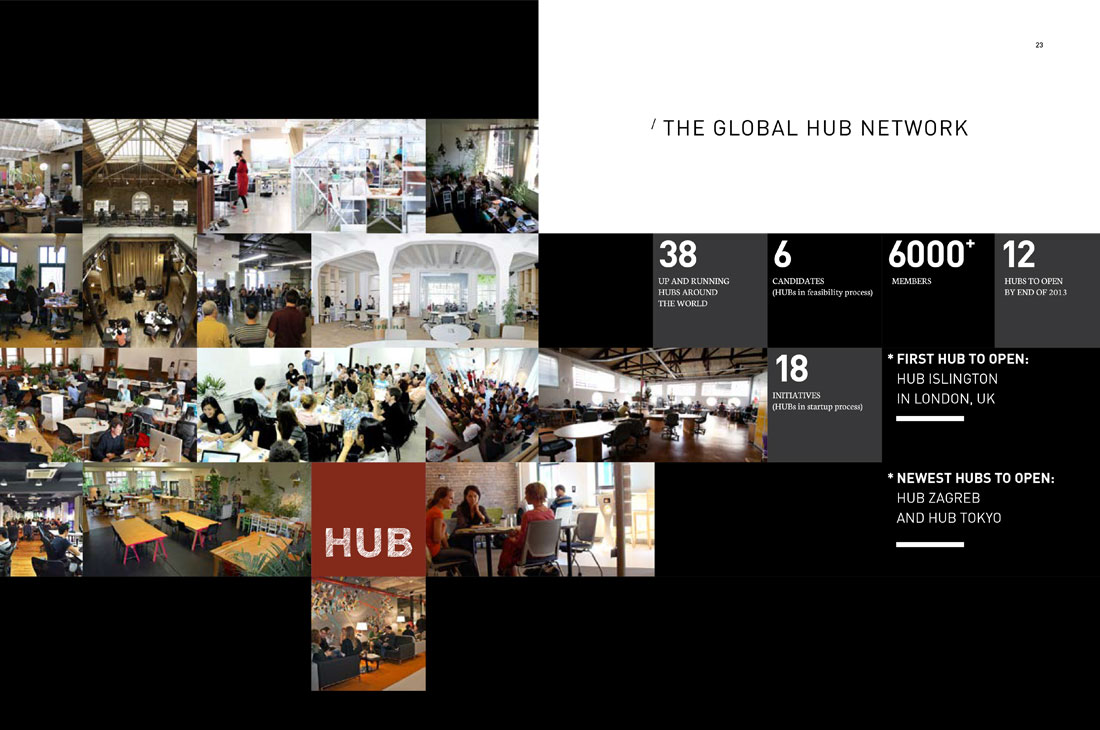 23
/ THE GLOBAL HUB NETWORK
38
UP AND RUNNING
HUBS AROUND
THE WORLD
6
CANDIDATES
(HUBs in feasibility process)
6000+
MEMBERS
12
HUBS TO OPEN
BY END OF 2013
18
INITIATIVES
(HUBs in startup process)
* FIRST HUB TO OPEN:
HUB ISLINGTON
IN LONDON, UK
* NEWEST HUBS TO OPEN:
HUB ZAGREB
AND HUB TOKYO
HUB